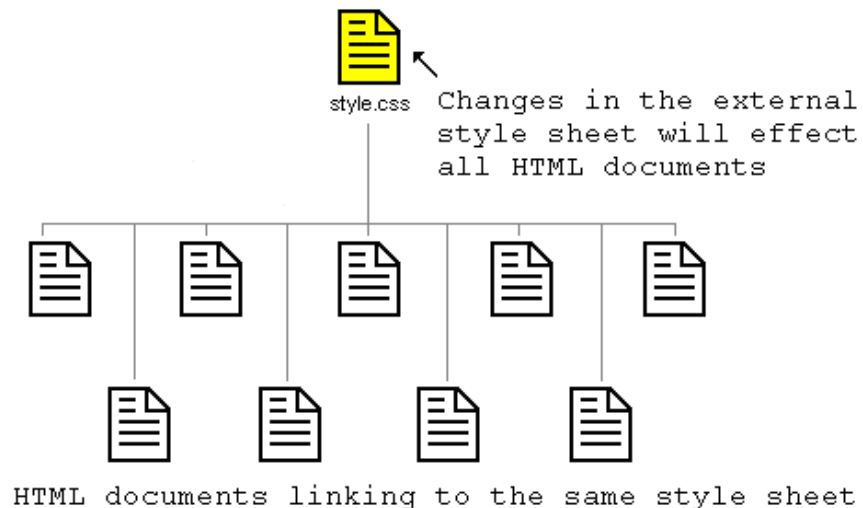 style.css
Changes in the external
style sheet will effect
all HTML documents
HTML documents linking to the same style sheet